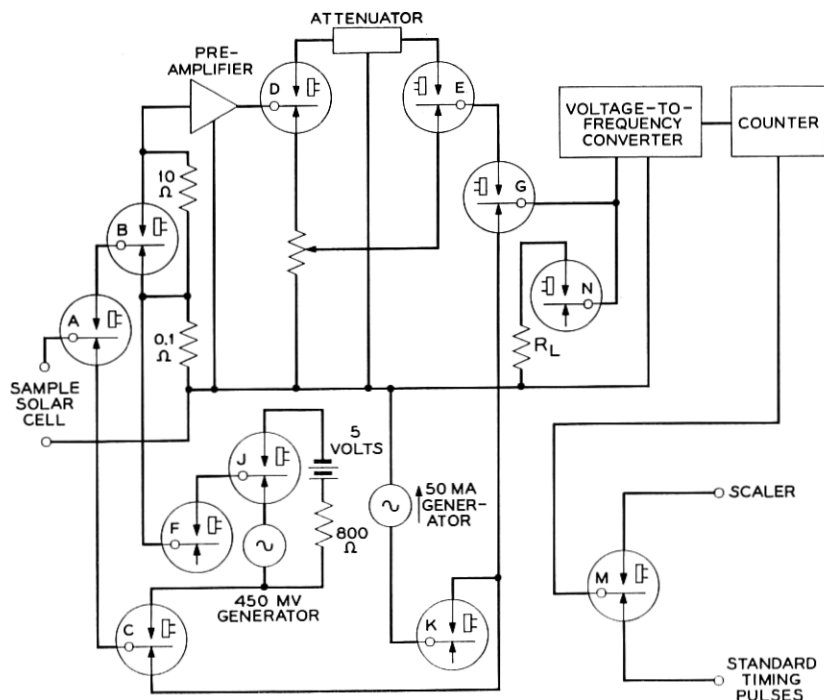 ATTENUATOR
PRE-
AMPLIFIER
D
E
VOLTAGE-TO-
FREQUENCY
CONVERTER
COUNTER
10
Ω
G
B
N
A
0.1
Ω
R_L
SAMPLE
SOLAR
CELL
5
VOLTS
J
50 MA
GENER-
ATOR
SCALER
F
800
Ω
M
450 MV
GENERATOR
K
C
STANDARD
TIMING
PULSES